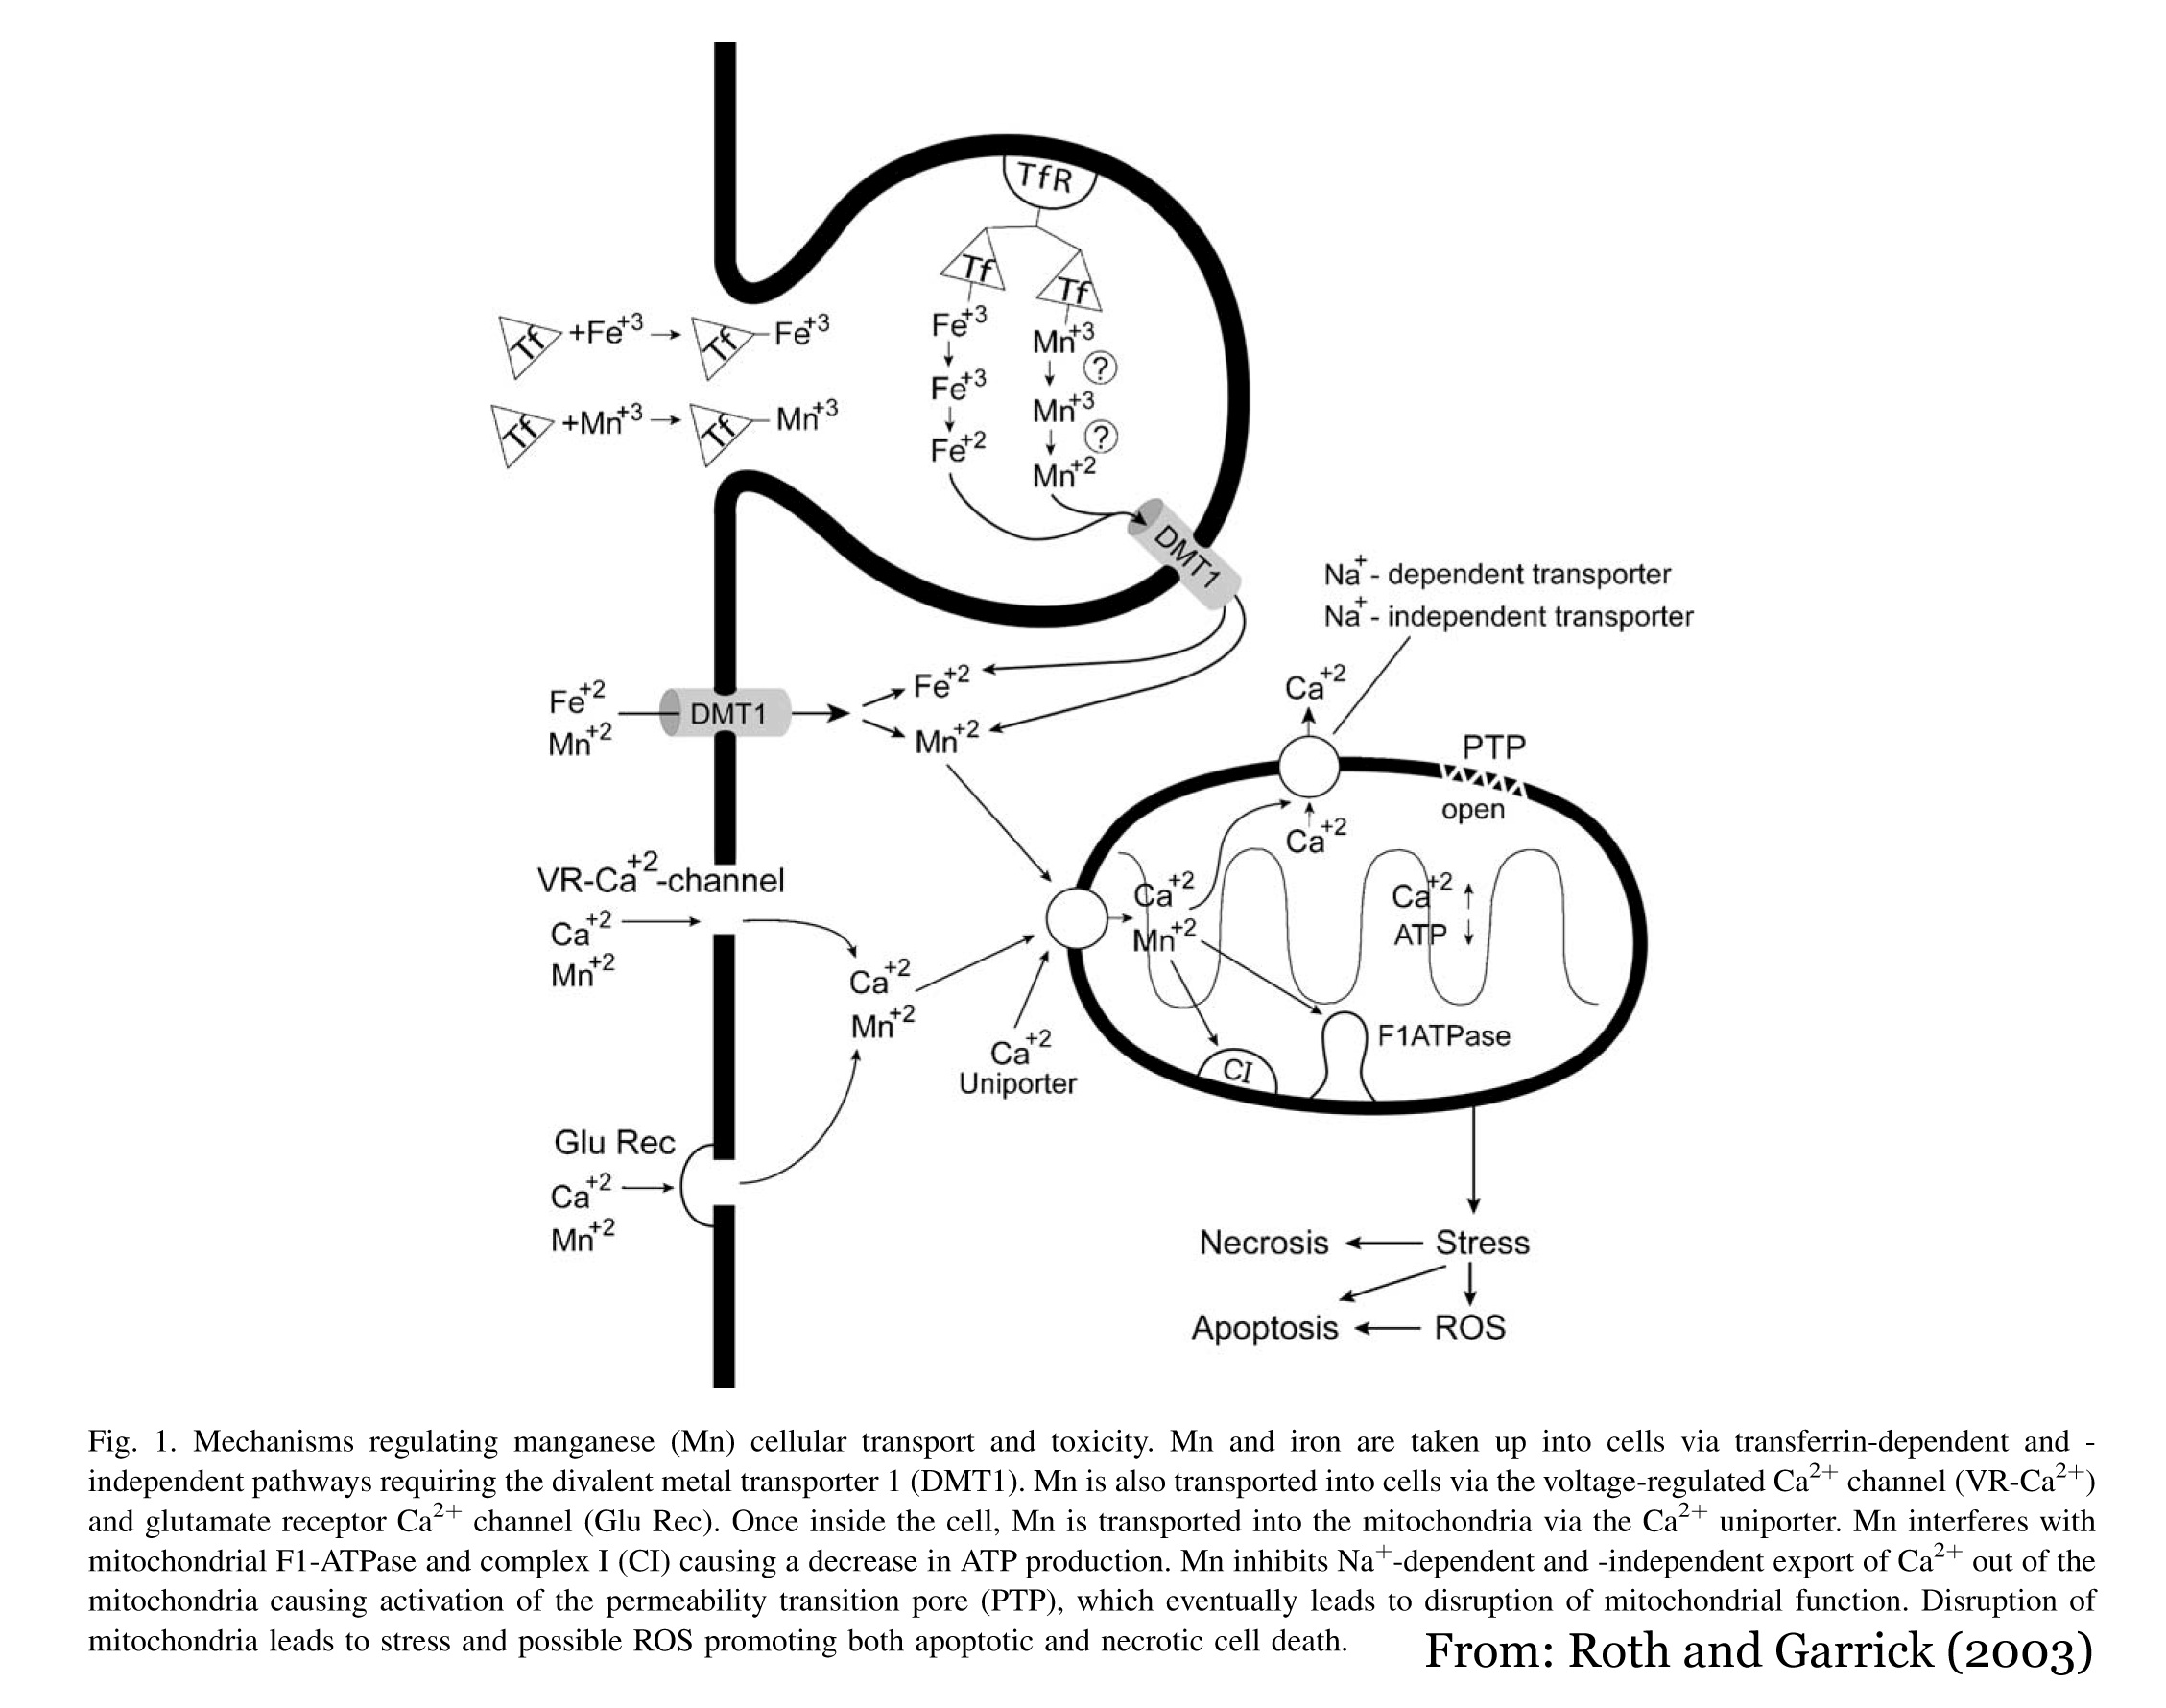 TfR
Tf
Tf
Tf +Fe+3 → Tf Fe+3
Fe+3
Mn+3
?
Fe+3
Mn+3
Tf +Mn+3 → Tf Mn+3
?
Fe+2
Mn+2
DMT1
Na+ - dependent transporter
Na+ - independent transporter
Fe+2
Mn+2
DMT1
Fe+2
Mn+2
Ca+2
PTP
open
Ca+2
VR-Ca+2-channel
Ca+2
Mn+2
Ca+2
Mn+2
Ca+2
Uniporter
Ca+2
Mn+2
Ca+2 ↑
ATP ↓
F1ATPase
CI
Glu Rec
Ca+2
Mn+2
Necrosis ← Stress
Apoptosis ← ROS
Fig. 1. Mechanisms regulating manganese (Mn) cellular transport and toxicity. Mn and iron are taken up into cells via transferrin-dependent and -
independent pathways requiring the divalent metal transporter 1 (DMT1). Mn is also transported into cells via the voltage-regulated Ca2+ channel (VR-Ca2+)
and glutamate receptor Ca2+ channel (Glu Rec). Once inside the cell, Mn is transported into the mitochondria via the Ca2+ uniporter. Mn interferes with
mitochondrial F1-ATPase and complex I (CI) causing a decrease in ATP production. Mn inhibits Na+-dependent and -independent export of Ca2+ out of the
mitochondria causing activation of the permeability transition pore (PTP), which eventually leads to disruption of mitochondrial function. Disruption of
mitochondria leads to stress and possible ROS promoting both apoptotic and necrotic cell death.
From: Roth and Garrick (2003)